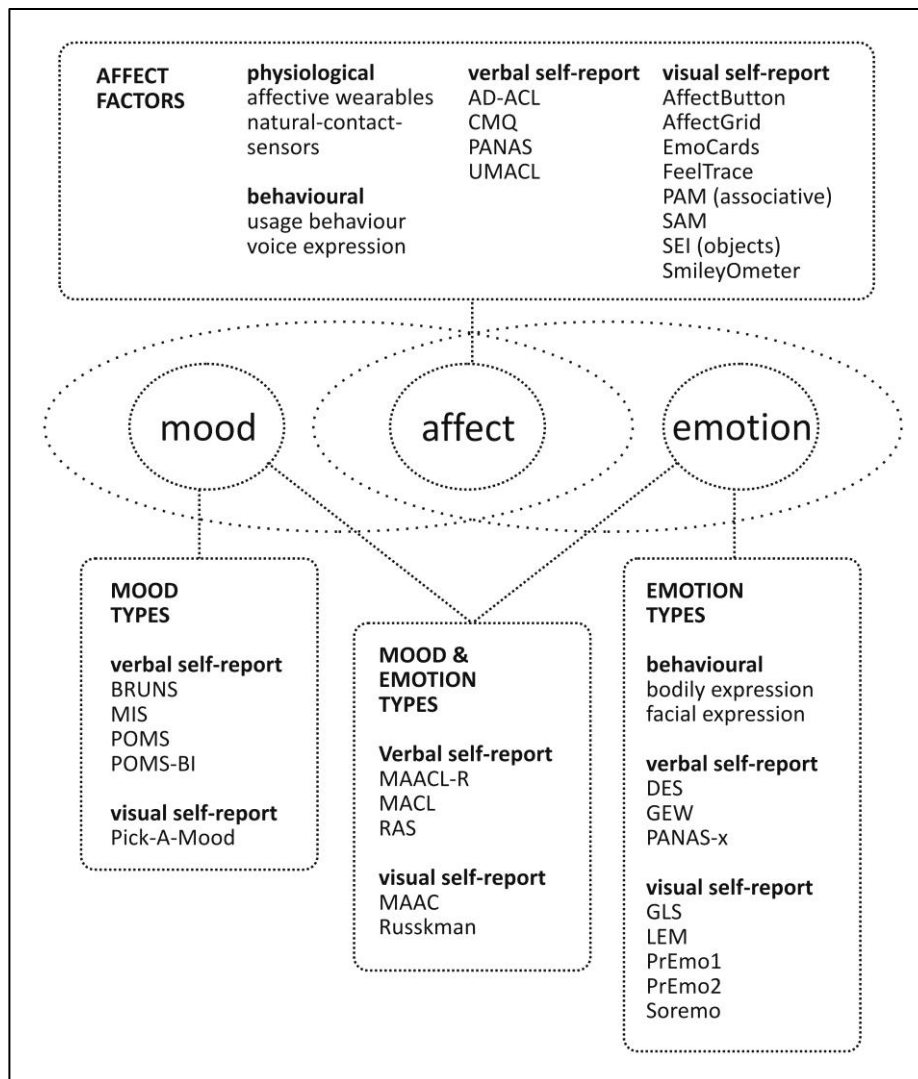 AFFECT
FACTORS
physiological
affective wearables
natural-contact-
sensors
behavioural
usage behaviour
voice expression
verbal self-report
AD-ACL
CMQ
PANAS
UMACL
visual self-report
AffectButton
AffectGrid
EmoCards
FeelTrace
PAM (associative)
SAM
SEI (objects)
SmileyOmeter
mood
affect
emotion
MOOD
TYPES
verbal self-report
BRUNS
MIS
POMS
POMS-BI
visual self-report
Pick-A-Mood
MOOD &
EMOTION
TYPES
Verbal self-report
MAACL-R
MACL
RAS
visual self-report
MAAC
Russkman
EMOTION
TYPES
behavioural
bodily expression
facial expression
verbal self-report
DES
GEW
PANAS-x
visual self-report
GLS
LEM
PrEmo1
PrEmo2
Soremo